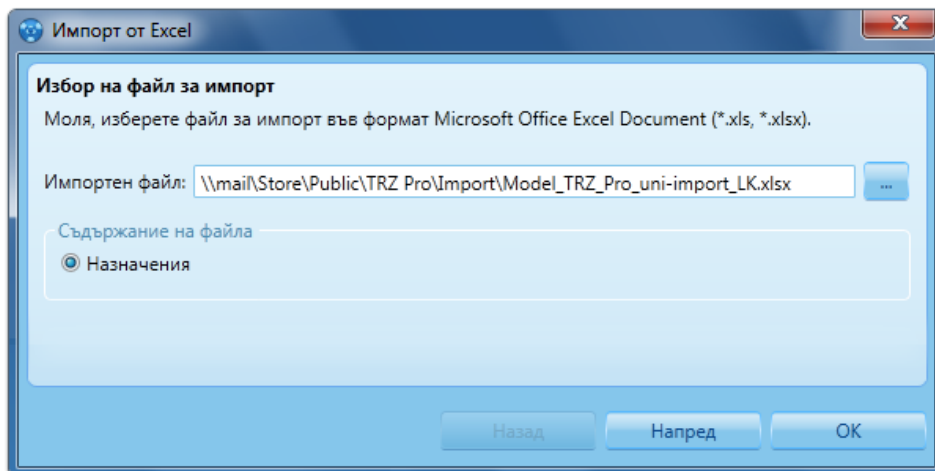 Импорт от Excel
Избор на файл за импорт
Моля, изберете файл за импорт във формат Microsoft Office Excel Document (*.xls, *.xlsx).
Импортен файл: \\mail\Store\Public\TRZ Pro\Import\Model_TRZ_Pro_uni-import_LK.xlsx ...
Съдържание на файла
Назначения
Назад Напред OK